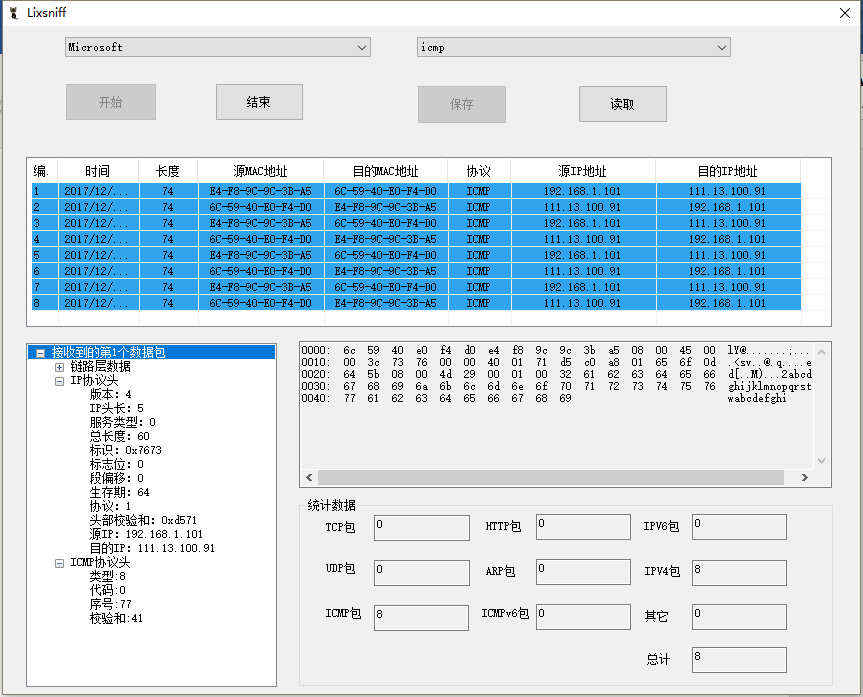 Lixsniff
Microsoft icmp
开始 结束 保存 读取
编. 时间 长度 源MAC地址 目的MAC地址 协议 源IP地址 目的IP地址
1 2017/12/... 74 E4-F8-9C-9C-3B-A5 6C-59-40-E0-F4-D0 ICMP 192.168.1.101 111.13.100.91
2 2017/12/... 74 6C-59-40-E0-F4-D0 E4-F8-9C-9C-3B-A5 ICMP 111.13.100.91 192.168.1.101
3 2017/12/... 74 E4-F8-9C-9C-3B-A5 6C-59-40-E0-F4-D0 ICMP 192.168.1.101 111.13.100.91
4 2017/12/... 74 6C-59-40-E0-F4-D0 E4-F8-9C-9C-3B-A5 ICMP 111.13.100.91 192.168.1.101
5 2017/12/... 74 E4-F8-9C-9C-3B-A5 6C-59-40-E0-F4-D0 ICMP 192.168.1.101 111.13.100.91
6 2017/12/... 74 6C-59-40-E0-F4-D0 E4-F8-9C-9C-3B-A5 ICMP 111.13.100.91 192.168.1.101
7 2017/12/... 74 E4-F8-9C-9C-3B-A5 6C-59-40-E0-F4-D0 ICMP 192.168.1.101 111.13.100.91
8 2017/12/... 74 6C-59-40-E0-F4-D0 E4-F8-9C-9C-3B-A5 ICMP 111.13.100.91 192.168.1.101
接收到的第1个数据包
链路层数据
IP协议头
版本: 4
IP头长: 5
服务类型: 0
总长度: 60
标识: 0x7673
标志位: 0
段偏移: 0
生存期: 64
协议: 1
头部校验和: 0xd571
源IP: 192.168.1.101
目的IP: 111.13.100.91
ICMP协议头
类型:8
代码:0
序号:77
校验和:41
0000: 6c 59 40 e0 f4 d0 e4 f8 9c 9c 3b a5 08 00 45 00 lY@.......;...
0010: 00 3c 73 76 00 00 40 01 71 d5 c0 a8 01 65 6f 0d .<sv..@.q....e
0020: 64 5b 08 00 4d 29 00 01 00 32 61 62 63 64 65 66 d[..M)...2abcd
0030: 67 68 69 6a 6b 6c 6d 6e 6f 70 71 72 73 74 75 76 ghijklmnopqrst
0040: 77 61 62 63 64 65 66 67 68 69 wabcdefghi
统计数据
TCP包 0 HTTP包 0 IPV6包 0
UDP包 0 ARP包 0 IPV4包 8
ICMP包 8 ICMPv6包 0 其它 0
总计 8